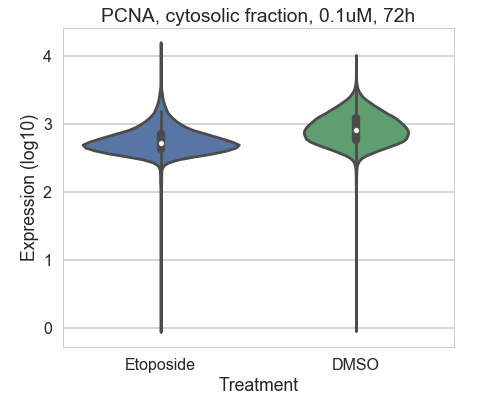 PCNA, cytosolic fraction, 0.1uM, 72h
Expression (log10)
4
3
2
1
0
Etoposide DMSO
Treatment